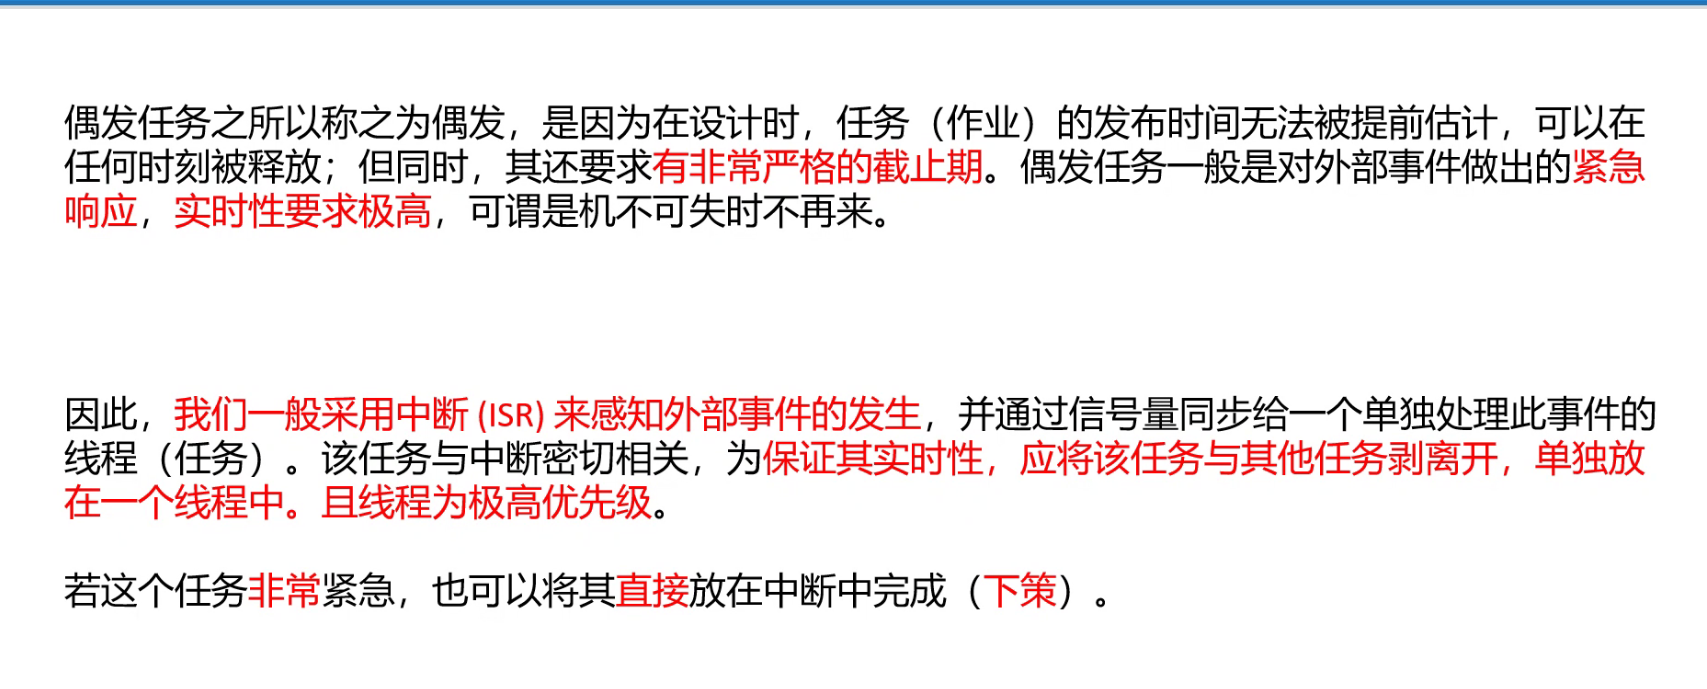 偶发任务之所以称之为偶发，是因为在设计时，任务（作业）的发布时间无法被提前估计，可以在
任何时刻被释放；但同时，其还要求有非常严格的截止期。偶发任务一般是对外部事件做出的紧急
响应，实时性要求极高，可谓是机不可失时不再来。
因此，我们一般采用中断 (ISR) 来感知外部事件的发生，并通过信号量同步给一个单独处理此事件的
线程（任务）。该任务与中断密切相关，为保证其实时性，应将该任务与其他任务剥离开，单独放
在一个线程中。且线程为极高优先级。
若这个任务非常紧急，也可以将其直接放在中断中完成（下策）。